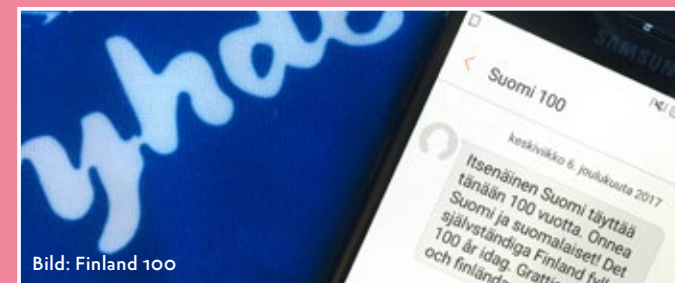 yhde
SAMSUN
Suomi 100
keskiviikko 6. joulukuuta 2017
Itsenäinen Suomi täyttää
tänään 100 vuotta. Onnea
Suomi ja suomalaiset! Det
självständiga Finland fyll
100 år idag. Gratti
och finlända
Bild: Finland 100